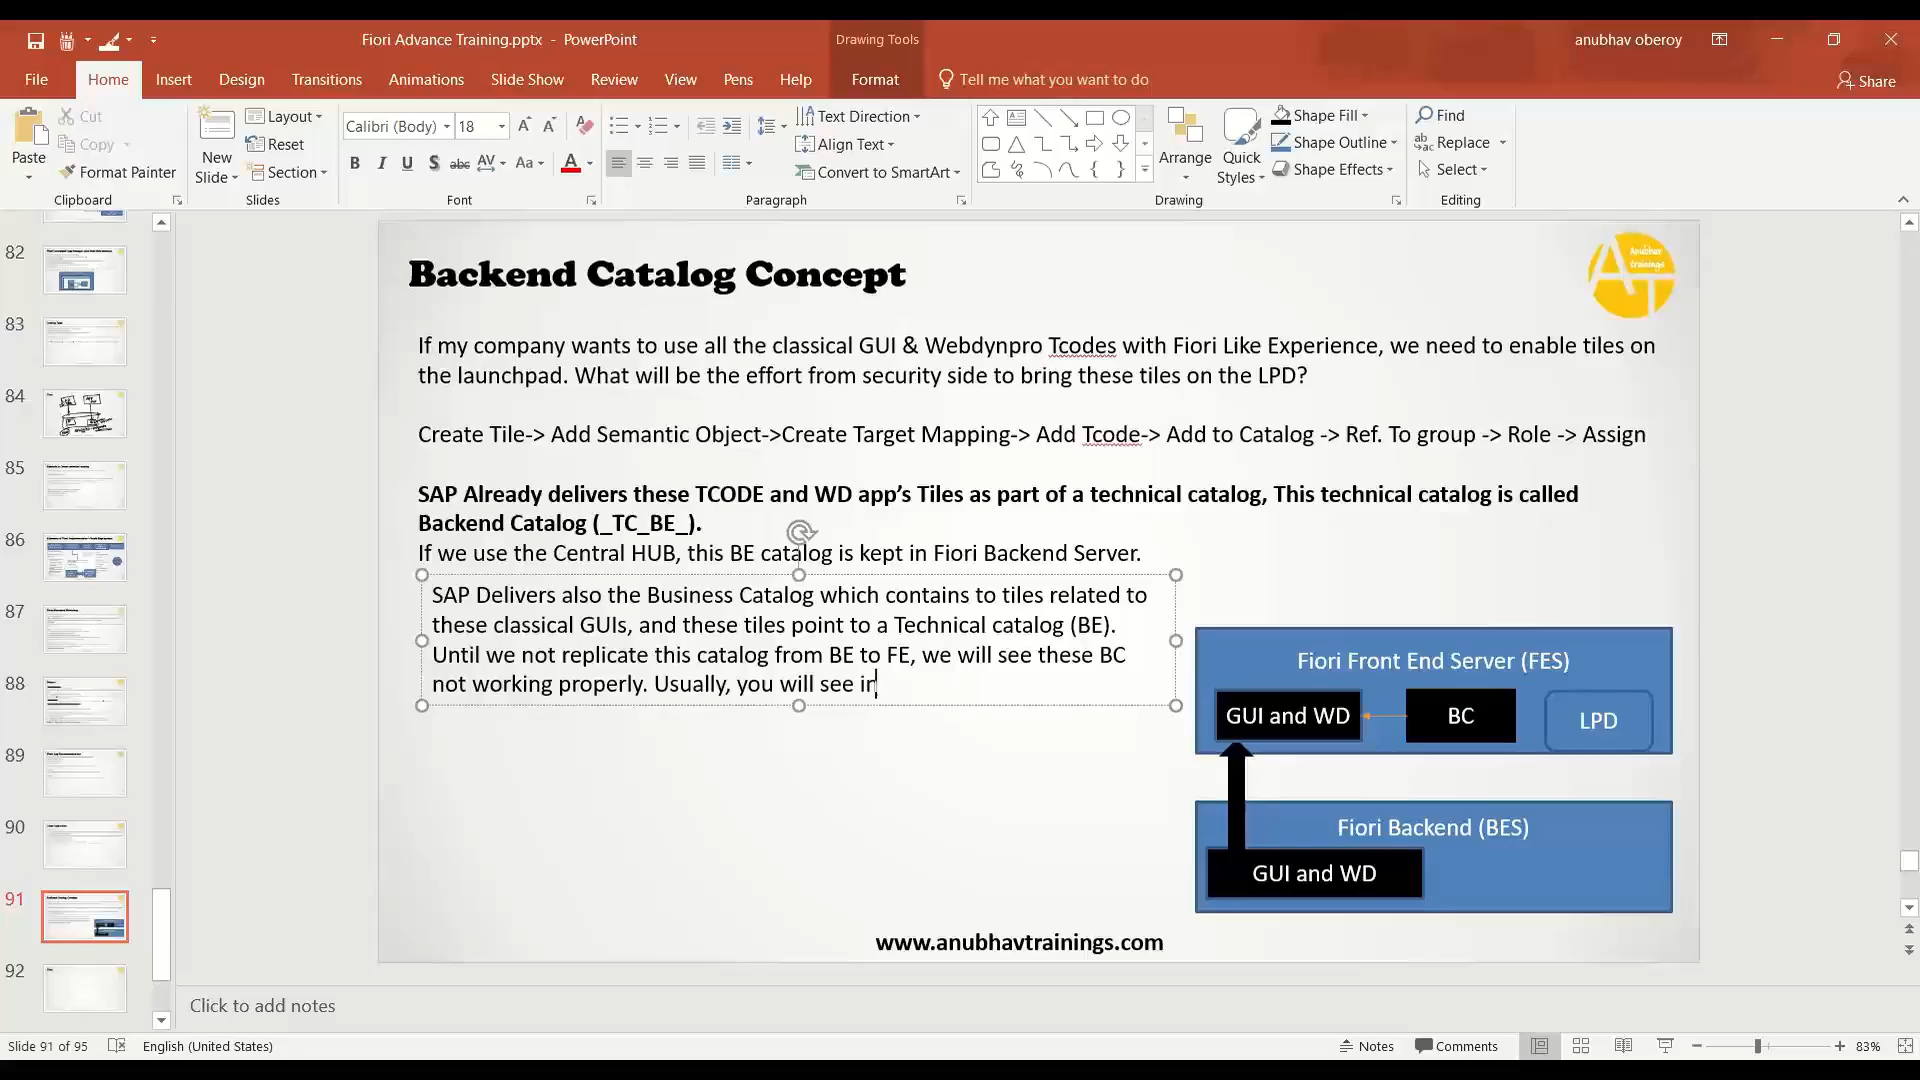 Fiori Advance Training.pptx - PowerPoint
Drawing Tools
anubhav oberoy
File
Home
Insert
Design
Transitions
Animations
Slide Show
Review
View
Pens
Help
Format
Tell me what you want to do
Share
Paste
Cut
Copy
Format Painter
Clipboard
New
Slide
Layout
Reset
Section
Slides
Calibri (Body)
18
Font
Text Direction
Align Text
Convert to SmartArt
Paragraph
Arrange
Quick
Styles
Shape Fill
Shape Outline
Shape Effects
Drawing
Find
Replace
Select
Editing
82
83
84
85
86
87
88
89
90
91
92
Backend Catalog Concept
Anubhav
trainings
AT
If my company wants to use all the classical GUI & Webdynpro Tcodes with Fiori Like Experience, we need to enable tiles on
the launchpad. What will be the effort from security side to bring these tiles on the LPD?
Create Tile-> Add Semantic Object->Create Target Mapping-> Add Tcode-> Add to Catalog -> Ref. To group -> Role -> Assign
SAP Already delivers these TCODE and WD app's Tiles as part of a technical catalog, This technical catalog is called
Backend Catalog (_TC_BE_).
If we use the Central HUB, this BE catalog is kept in Fiori Backend Server.
SAP Delivers also the Business Catalog which contains to tiles related to
these classical GUIs, and these tiles point to a Technical catalog (BE).
Until we not replicate this catalog from BE to FE, we will see these BC
not working properly. Usually, you will see in
Fiori Front End Server (FES)
GUI and WD
BC
LPD
Fiori Backend (BES)
GUI and WD
www.anubhavtrainings.com
Click to add notes
Slide 91 of 95
English (United States)
Notes
Comments
83%